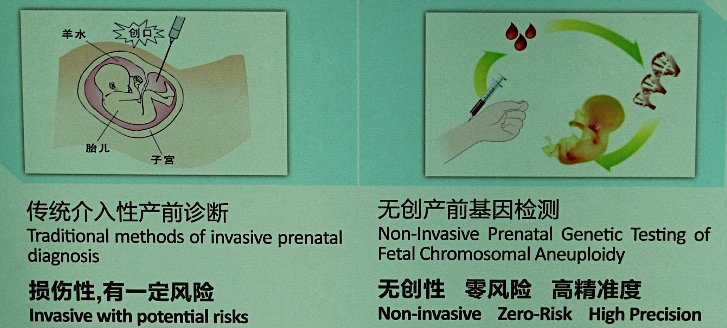 羊水
创口
胎儿
子宫
传统介入性产前诊断
Traditional methods of invasive prenatal
diagnosis
损伤性,有一定风险
Invasive with potential risks
无创产前基因检测
Non-Invasive Prenatal Genetic Testing of
Fetal Chromosomal Aneuploidy
无创性 零风险 高精准度
Non-invasive Zero-Risk High Precision